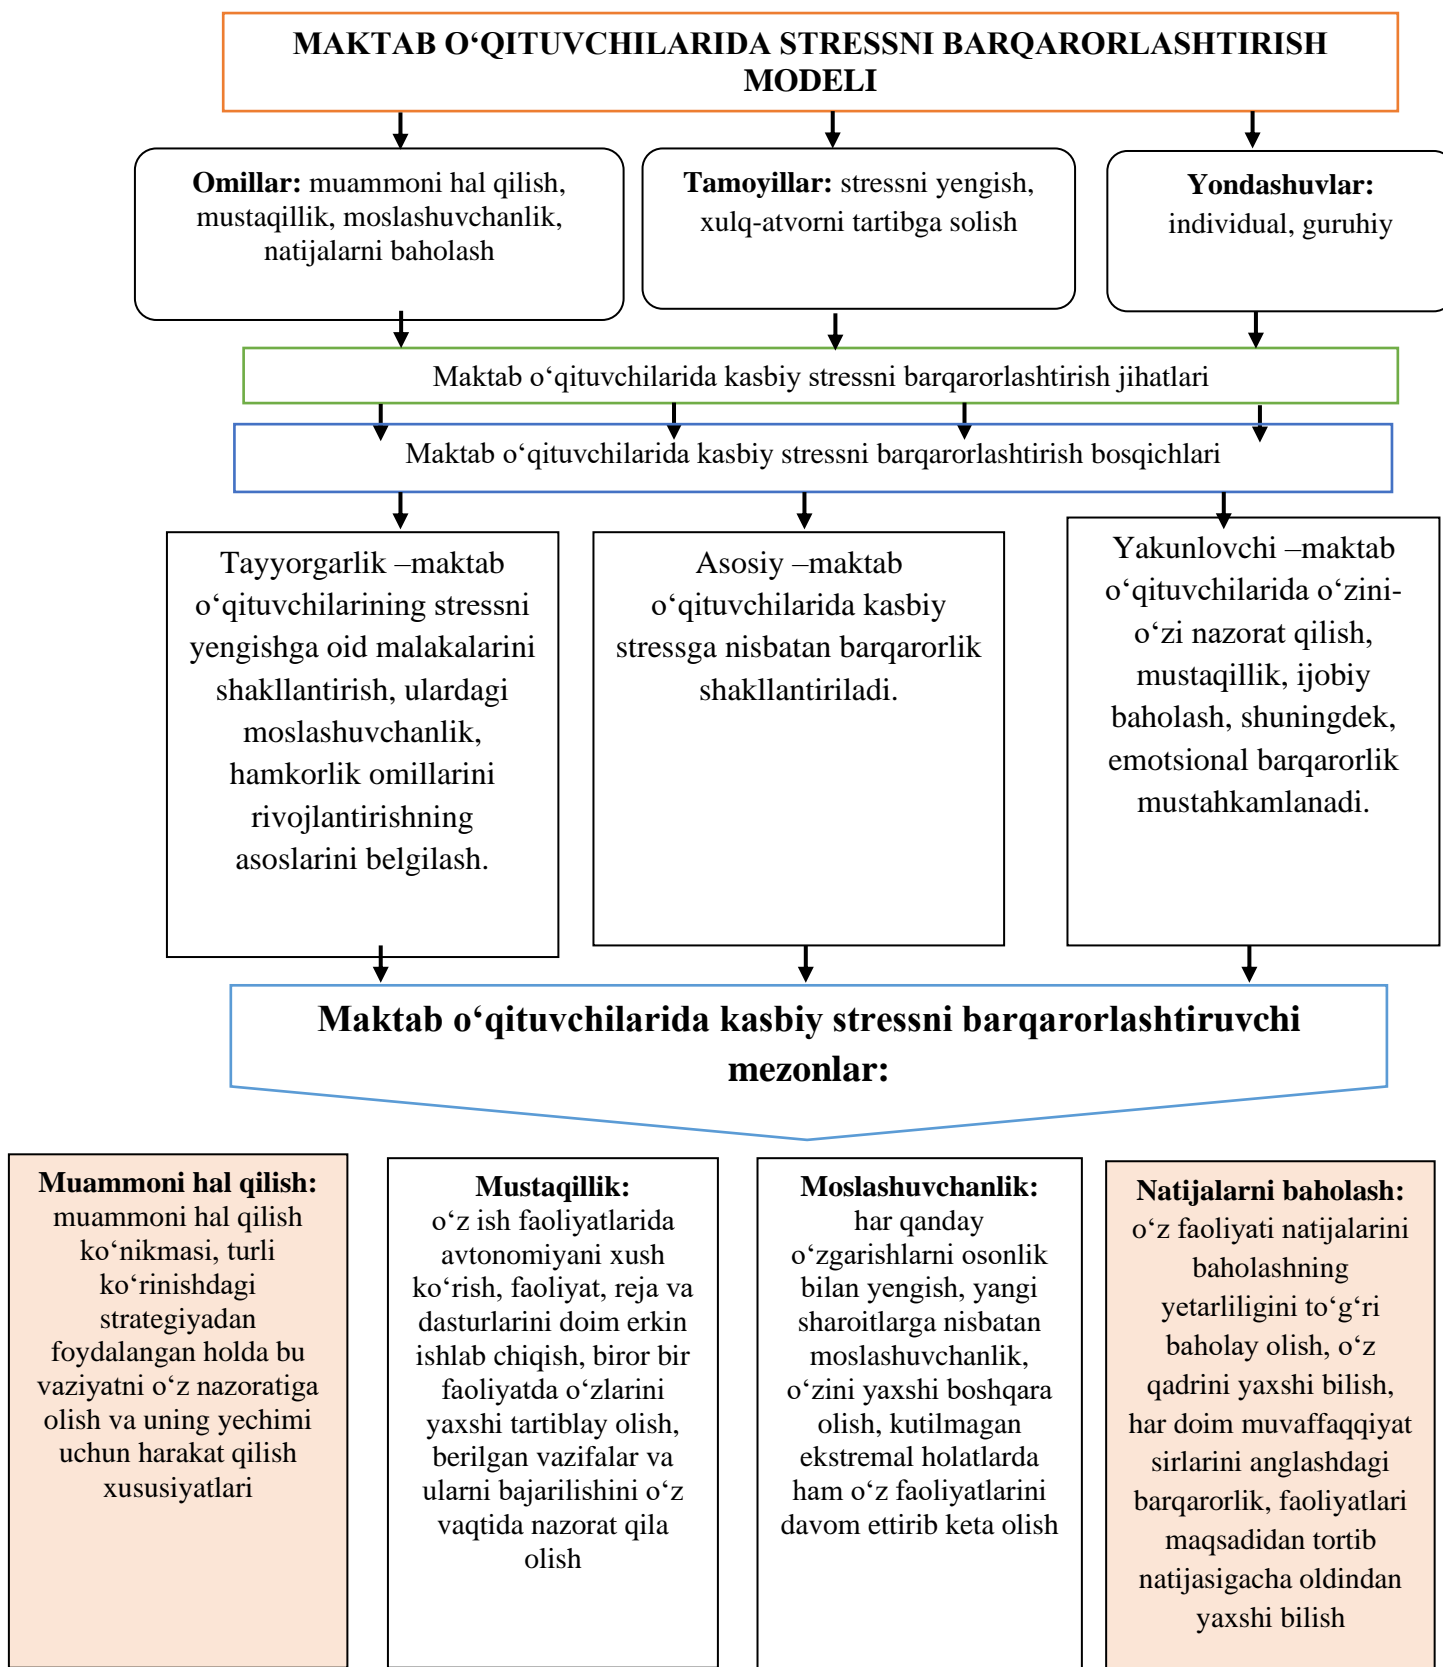 MAKTAB O‘QITUVCHILARIDA STRESSNI BARQARORLASHTIRISH
MODELI
Omillar: muammoni hal qilish,
mustaqillik, moslashuvchanlik,
natijalarni baholash
Tamoyillar: stressni yengish,
xulq-atvorni tartibga solish
Yondashuvlar:
individual, guruhiy
Maktab o‘qituvchilarida kasbiy stressni barqarorlashtirish jihatlari
Maktab o‘qituvchilarida kasbiy stressni barqarorlashtirish bosqichlari
Tayyorgarlik –maktab
o‘qituvchilarining stressni
yengishga oid malakalarini
shakllantirish, ulardagi
moslashuvchanlik,
hamkorlik omillarini
rivojlantirishning
asoslarini belgilash.
Asosiy –maktab
o‘qituvchilarida kasbiy
stressga nisbatan barqarorlik
shakllantiriladi.
Yakunlovchi –maktab
o‘qituvchilarida o‘zini-
o‘zi nazorat qilish,
mustaqillik, ijobiy
baholash, shuningdek,
emotsional barqarorlik
mustahkamlanadi.
Maktab o‘qituvchilarida kasbiy stressni barqarorlashtiruvchi
mezonlar:
Muammoni hal qilish:
muammoni hal qilish
ko‘nikmasi, turli
ko‘rinishdagi
strategiyadan
foydalangan holda bu
vaziyatni o‘z nazoratiga
olish va uning yechimi
uchun harakat qilish
xususiyatlari
Mustaqillik:
o‘z ish faoliyatlarida
avtonomiyani xush
ko‘rish, faoliyat, reja va
dasturlarini doim erkin
ishlab chiqish, biror bir
faoliyatda o‘zlarini
yaxshi tartiblay olish,
berilgan vazifalar va
ularni bajarilishini o‘z
vaqtida nazorat qila
olish
Moslashuvchanlik:
har qanday
o‘zgarishlarni osonlik
bilan yengish, yangi
sharoitlarga nisbatan
moslashuvchanlik,
o‘zini yaxshi boshqara
olish, kutilmagan
ekstremal holatlarda
ham o‘z faoliyatlarini
davom ettirib keta olish
Natijalarni baholash:
o‘z faoliyati natijalarini
baholashning
yetarliligini to‘g‘ri
baholay olish, o‘z
qadrini yaxshi bilish,
har doim muvaffaqqiyat
sirlarini anglashdagi
barqarorlik, faoliyatlari
maqsadidan tortib
natijasigacha oldindan
yaxshi bilish